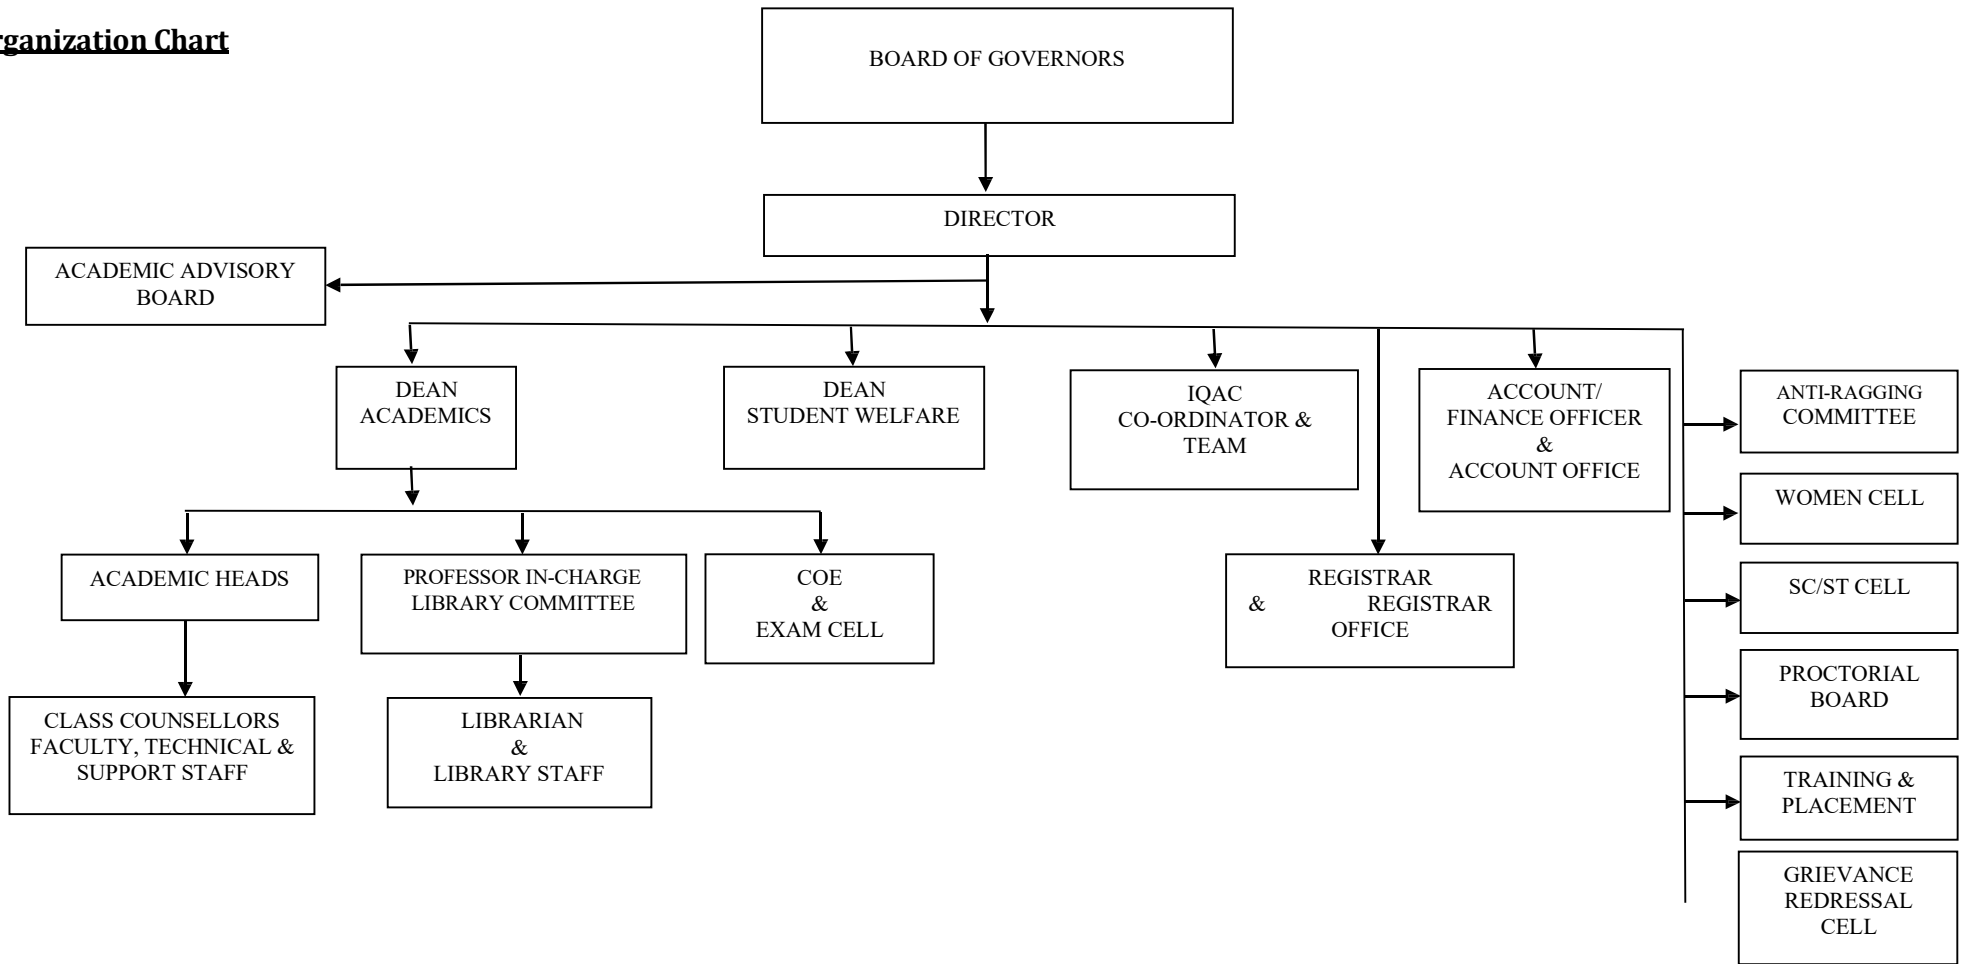 rganization Chart
BOARD OF GOVERNORS
DIRECTOR
ACADEMIC ADVISORY
BOARD
DEAN
ACADEMICS
DEAN
STUDENT WELFARE
IQAC
CO-ORDINATOR &
TEAM
ACCOUNT/
FINANCE OFFICER
&
ACCOUNT OFFICE
ANTI-RAGGING
COMMITTEE
WOMEN CELL
SC/ST CELL
PROCTORIAL
BOARD
TRAINING &
PLACEMENT
GRIEVANCE
REDRESSAL
CELL
ACADEMIC HEADS
PROFESSOR IN-CHARGE
LIBRARY COMMITTEE
COE
&
EXAM CELL
REGISTRAR
& REGISTRAR
OFFICE
CLASS COUNSELLORS
FACULTY, TECHNICAL &
SUPPORT STAFF
LIBRARIAN
&
LIBRARY STAFF